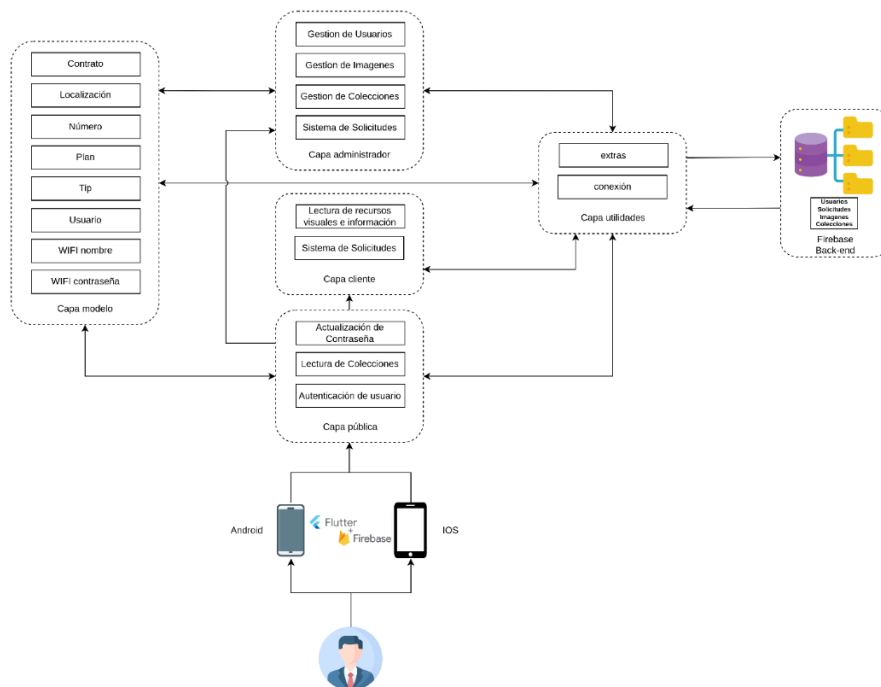 Contrato
Localización
Número
Plan
Tip
Usuario
WIFI nombre
WIFI contraseña
Capa modelo
Gestion de Usuarios
Gestion de Imagenes
Gestion de Colecciones
Sistema de Solicitudes
Capa administrador
Lectura de recursos
visuales e información
Sistema de Solicitudes
Capa cliente
Actualización de
Contraseña
Lectura de Colecciones
Autenticación de usuario
Capa pública
extras
conexión
Capa utilidades
Usuarios
Solicitudes
Imagenes
Colecciones
Firebase
Back-end
Android
Flutter
+
Firebase
IOS